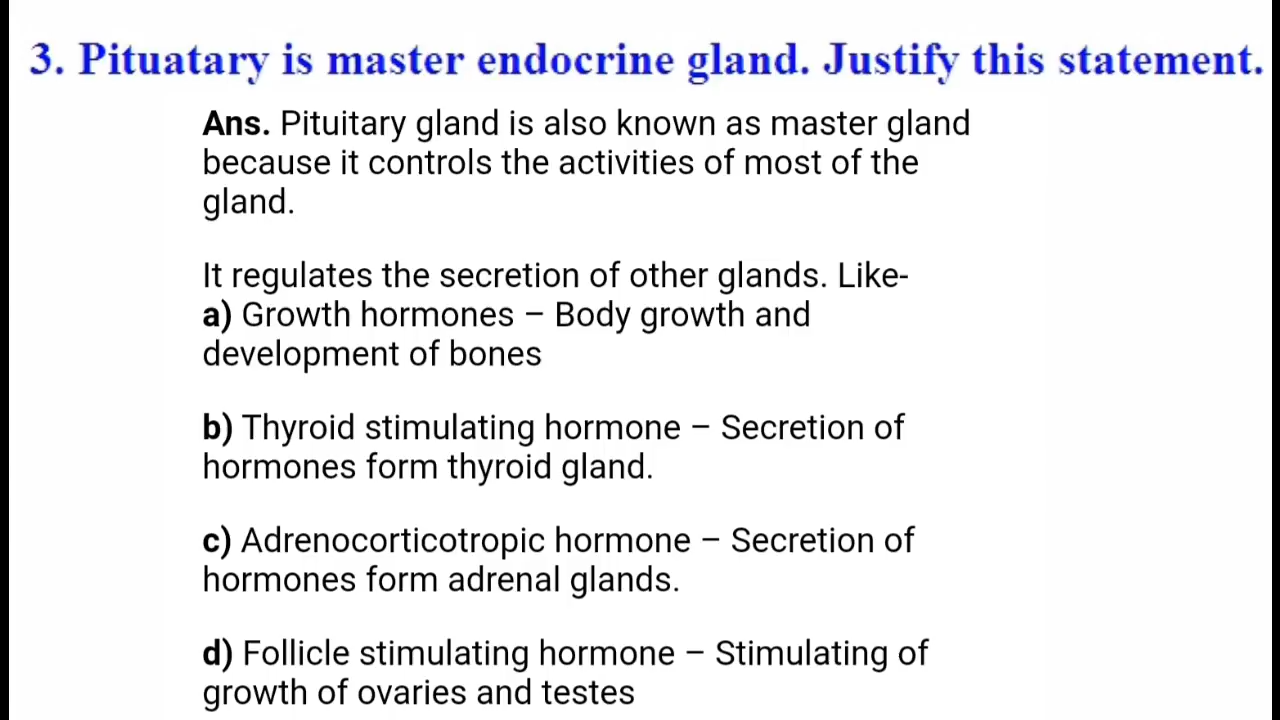 3. Pituatary is master endocrine gland. Justify this statement.
Ans. Pituitary gland is also known as master gland
because it controls the activities of most of the
gland.
It regulates the secretion of other glands. Like-
a) Growth hormones – Body growth and
development of bones
b) Thyroid stimulating hormone – Secretion of
hormones form thyroid gland.
c) Adrenocorticotropic hormone – Secretion of
hormones form adrenal glands.
d) Follicle stimulating hormone – Stimulating of
growth of ovaries and testes